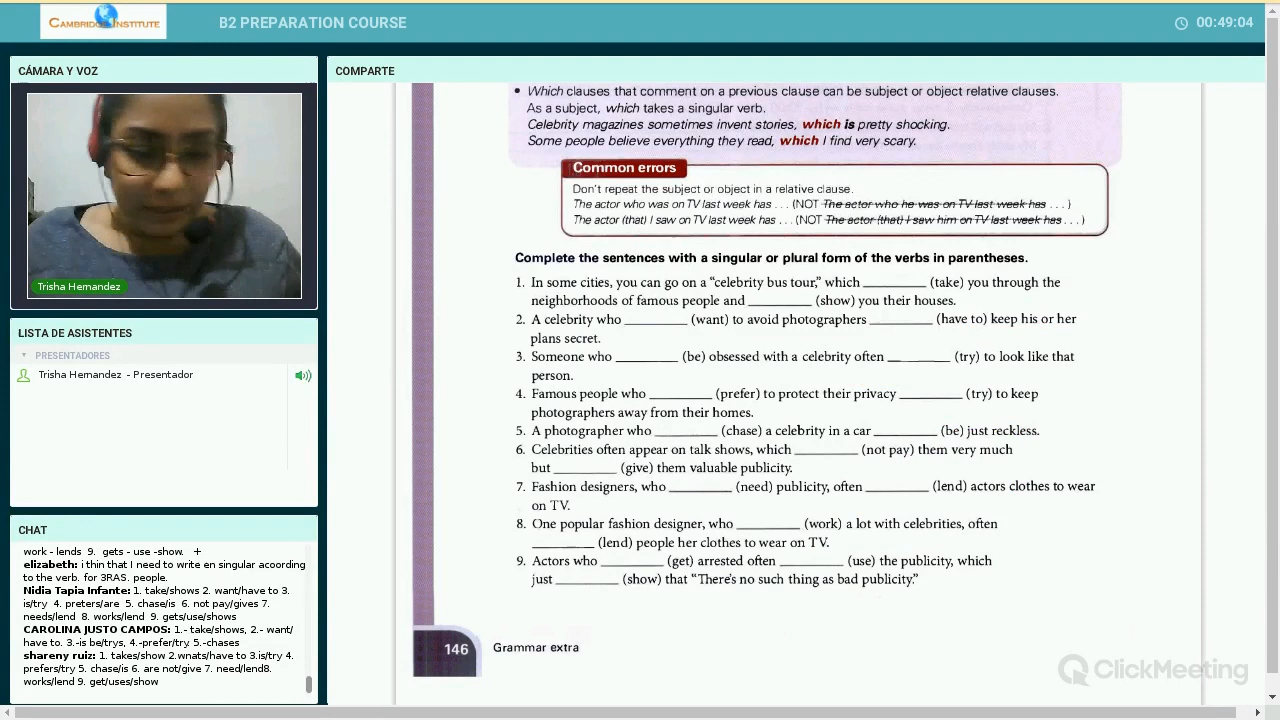 CAMBRIDGE INSTITUTE
B2 PREPARATION COURSE
00:49:04
CÁMARA Y VOZ
Trisha Hernandez
LISTA DE ASISTENTES
PRESENTADORES
Trisha Hernandez - Presentador
CHAT
work - lends 9. gets - use -show. +
elizabeth: i thin that I need to write en singular acoording
to the verb. for 3RAS. people.
Nidia Tapia Infante: 1. take/shows 2. want/have to 3.
is/try 4. preters/are 5. chase/is 6. not pay/gives 7.
needs/lend 8. works/lend 9. gets/use/shows
CAROLINA JUSTO CAMPOS: 1.- take/shows, 2.- want/
have to. 3.-is be/trys, 4.-prefer/try. 5.-chases
shareny ruiz: 1. takes/show 2.wnats/have to 3.is/try 4.
prefers/try 5. chase/is 6. are not/give 7. need/lend8.
works/lend 9. get/uses/show
COMPARTE
• Which clauses that comment on a previous clause can be subject or object relative clauses.
As a subject, which takes a singular verb.
Celebrity magazines sometimes invent stories, which is pretty shocking.
Some people believe everything they read, which I find very scary.
Common errors
Don't repeat the subject or object in a relative clause.
The actor who was on TV last week has . . . (NOT The actor who he was on TV last week has . . . )
The actor (that) I saw on TV last week has . . . (NOT The actor (that) I saw him on TV last week has . . . )
Complete the sentences with a singular or plural form of the verbs in parentheses.
1. In some cities, you can go on a "celebrity bus tour," which _________ (take) you through the
neighborhoods of famous people and _________ (show) you their houses.
2. A celebrity who _________ (want) to avoid photographers _________ (have to) keep his or her
plans secret.
3. Someone who _________ (be) obsessed with a celebrity often _________ (try) to look like that
person.
4. Famous people who _________ (prefer) to protect their privacy _________ (try) to keep
photographers away from their homes.
5. A photographer who _________ (chase) a celebrity in a car _________ (be) just reckless.
6. Celebrities often appear on talk shows, which _________ (not pay) them very much
but _________ (give) them valuable publicity.
7. Fashion designers, who _________ (need) publicity, often _________ (lend) actors clothes to wear
on TV.
8. One popular fashion designer, who _________ (work) a lot with celebrities, often
_________ (lend) people her clothes to wear on TV.
9. Actors who _________ (get) arrested often _________ (use) the publicity, which
just _________ (show) that "There's no such thing as bad publicity."
146 Grammar extra
ClickMeeting